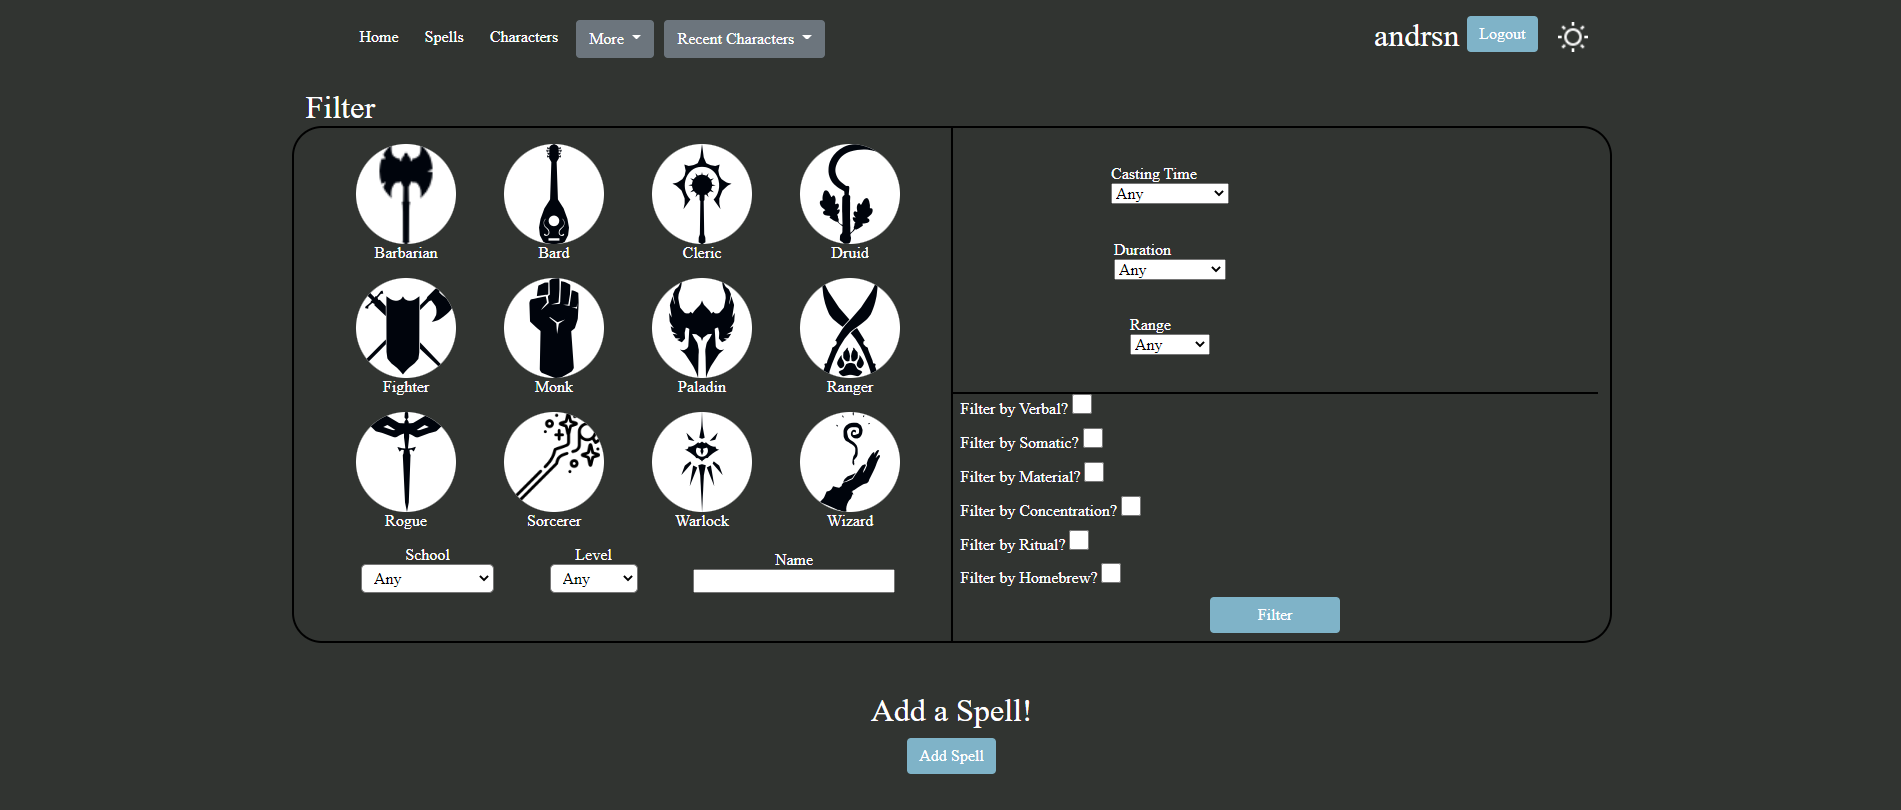 Home Spells Characters More Recent Characters andrsn Logout
Filter
Barbarian Bard Cleric Druid
Fighter Monk Paladin Ranger
Rogue Sorcerer Warlock Wizard
School Level Name
Any Any
Casting Time
Any
Duration
Any
Range
Any
Filter by Verbal?
Filter by Somatic?
Filter by Material?
Filter by Concentration?
Filter by Ritual?
Filter by Homebrew?
Filter
Add a Spell!
Add Spell